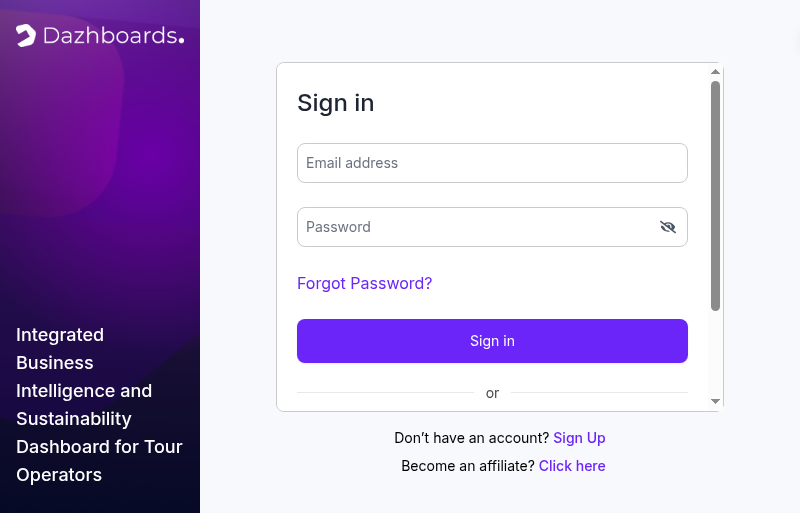 Dazhboards.
Integrated
Business
Intelligence and
Sustainability
Dashboard for Tour
Operators
Sign in
Email address
Password
Forgot Password?
Sign in
or
Don't have an account? Sign Up
Become an affiliate? Click here